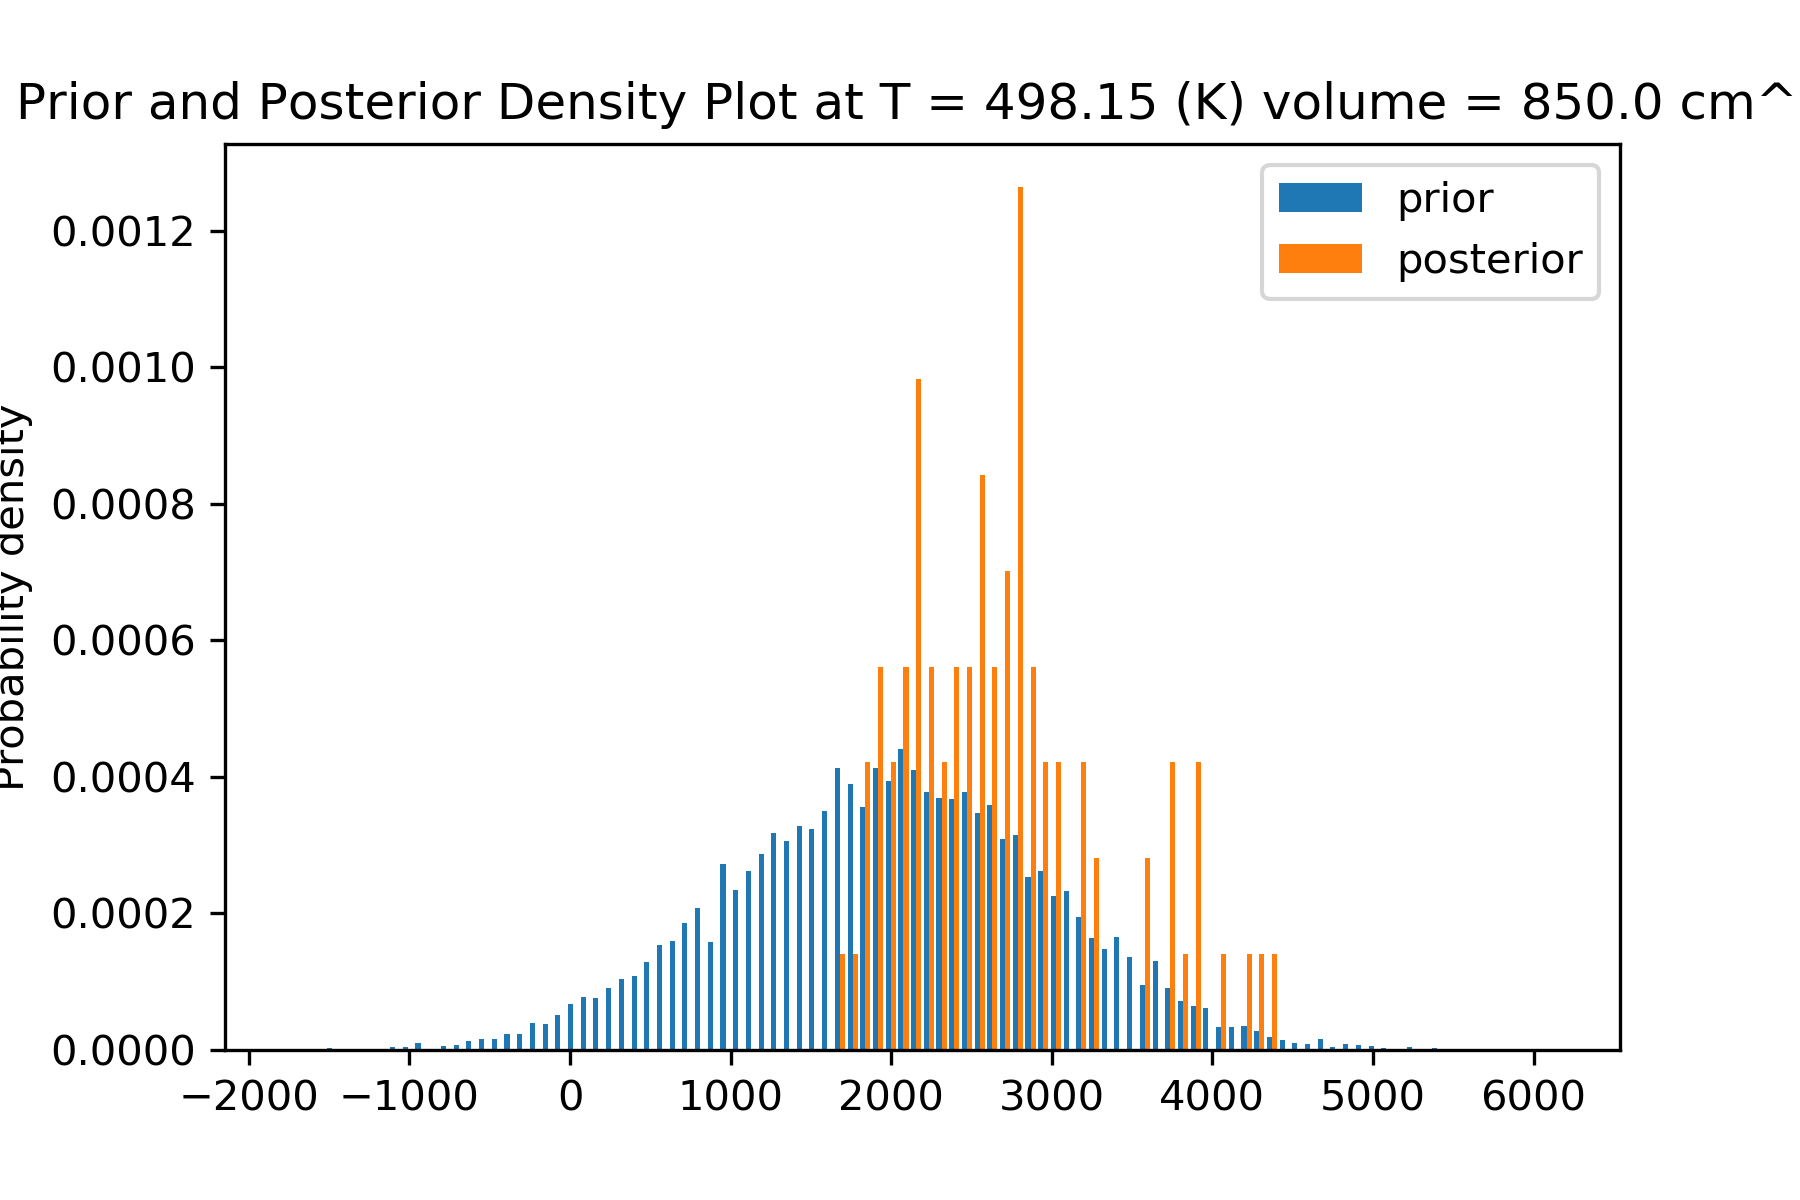 Prior and Posterior Density Plot at T = 498.15 (K) volume = 850.0 cm^
prior
posterior
Probability density
0.0012
0.0010
0.0008
0.0006
0.0004
0.0002
0.0000
−2000 −1000 0 1000 2000 3000 4000 5000 6000